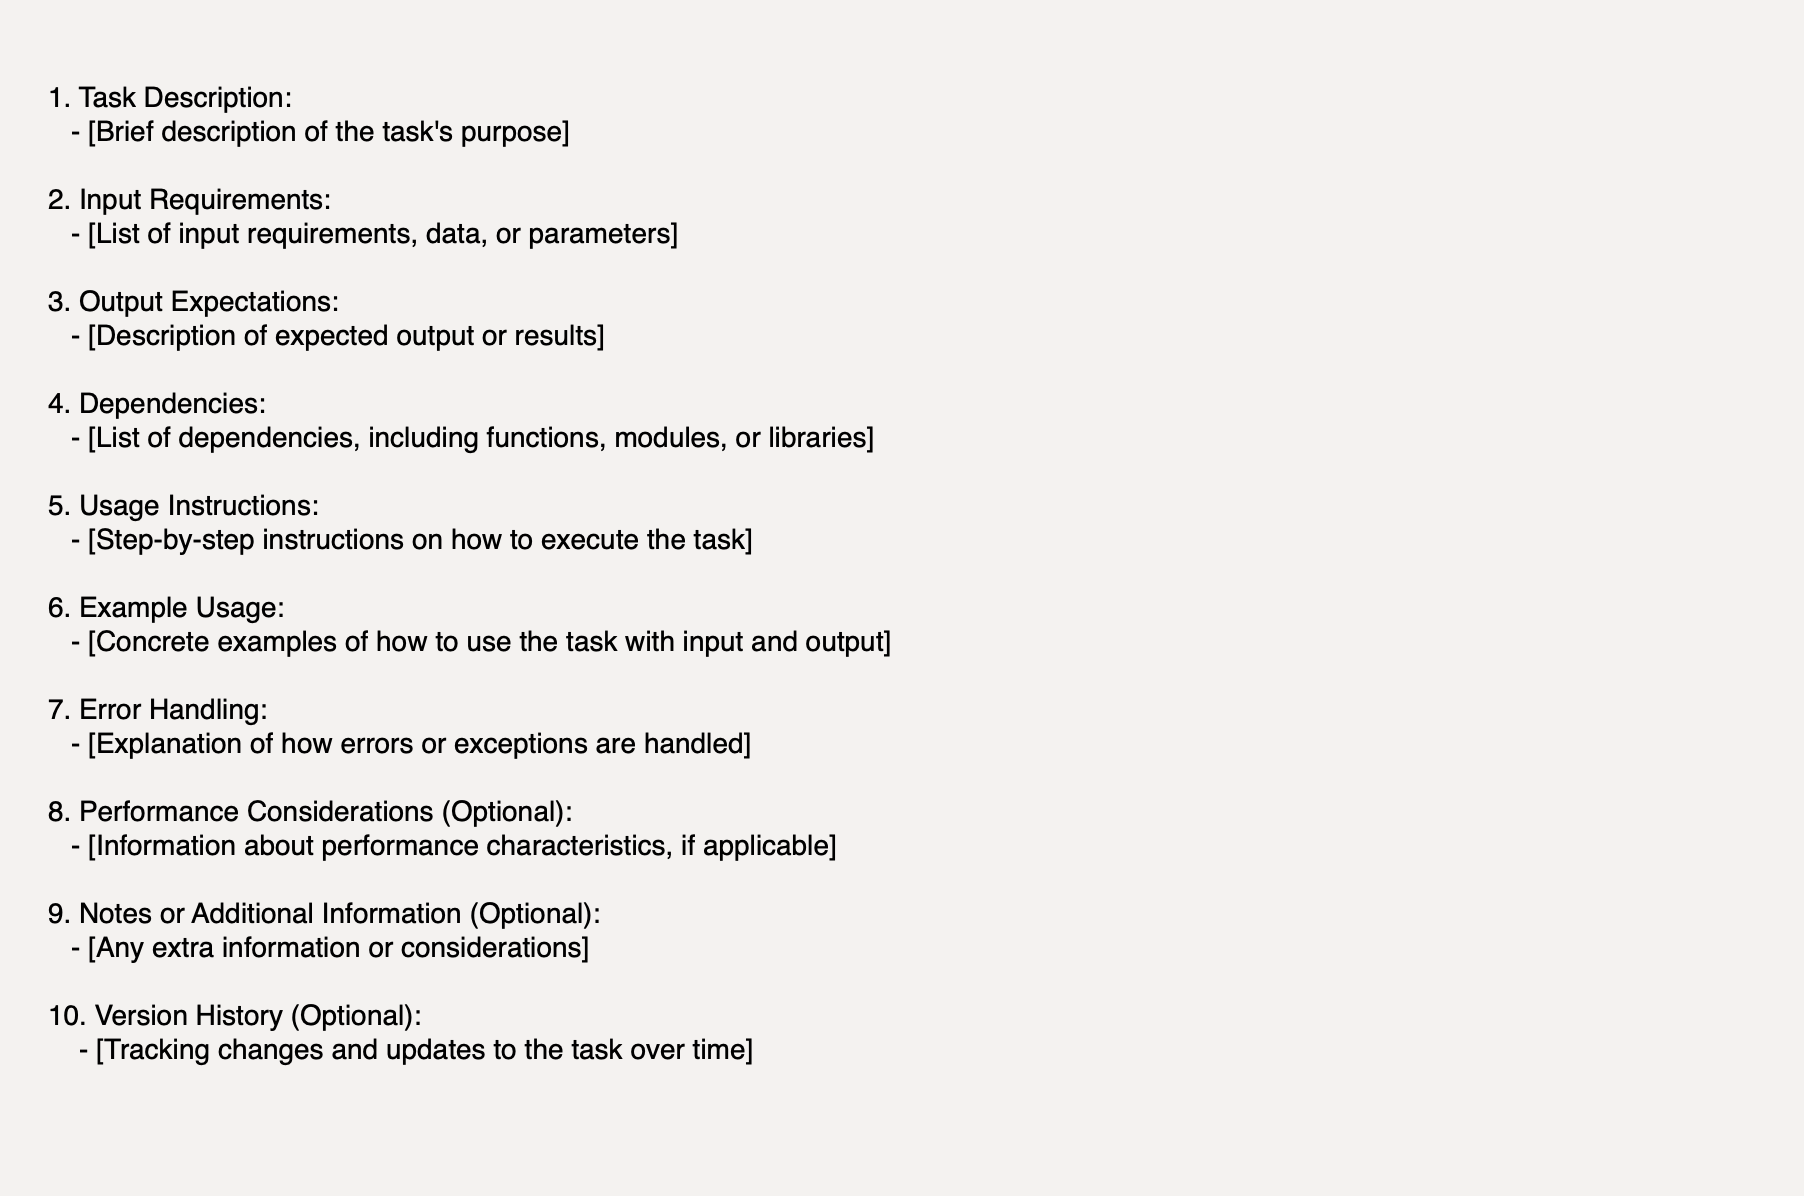 1. Task Description:
- [Brief description of the task's purpose]
2. Input Requirements:
- [List of input requirements, data, or parameters]
3. Output Expectations:
- [Description of expected output or results]
4. Dependencies:
- [List of dependencies, including functions, modules, or libraries]
5. Usage Instructions:
- [Step-by-step instructions on how to execute the task]
6. Example Usage:
- [Concrete examples of how to use the task with input and output]
7. Error Handling:
- [Explanation of how errors or exceptions are handled]
8. Performance Considerations (Optional):
- [Information about performance characteristics, if applicable]
9. Notes or Additional Information (Optional):
- [Any extra information or considerations]
10. Version History (Optional):
- [Tracking changes and updates to the task over time]